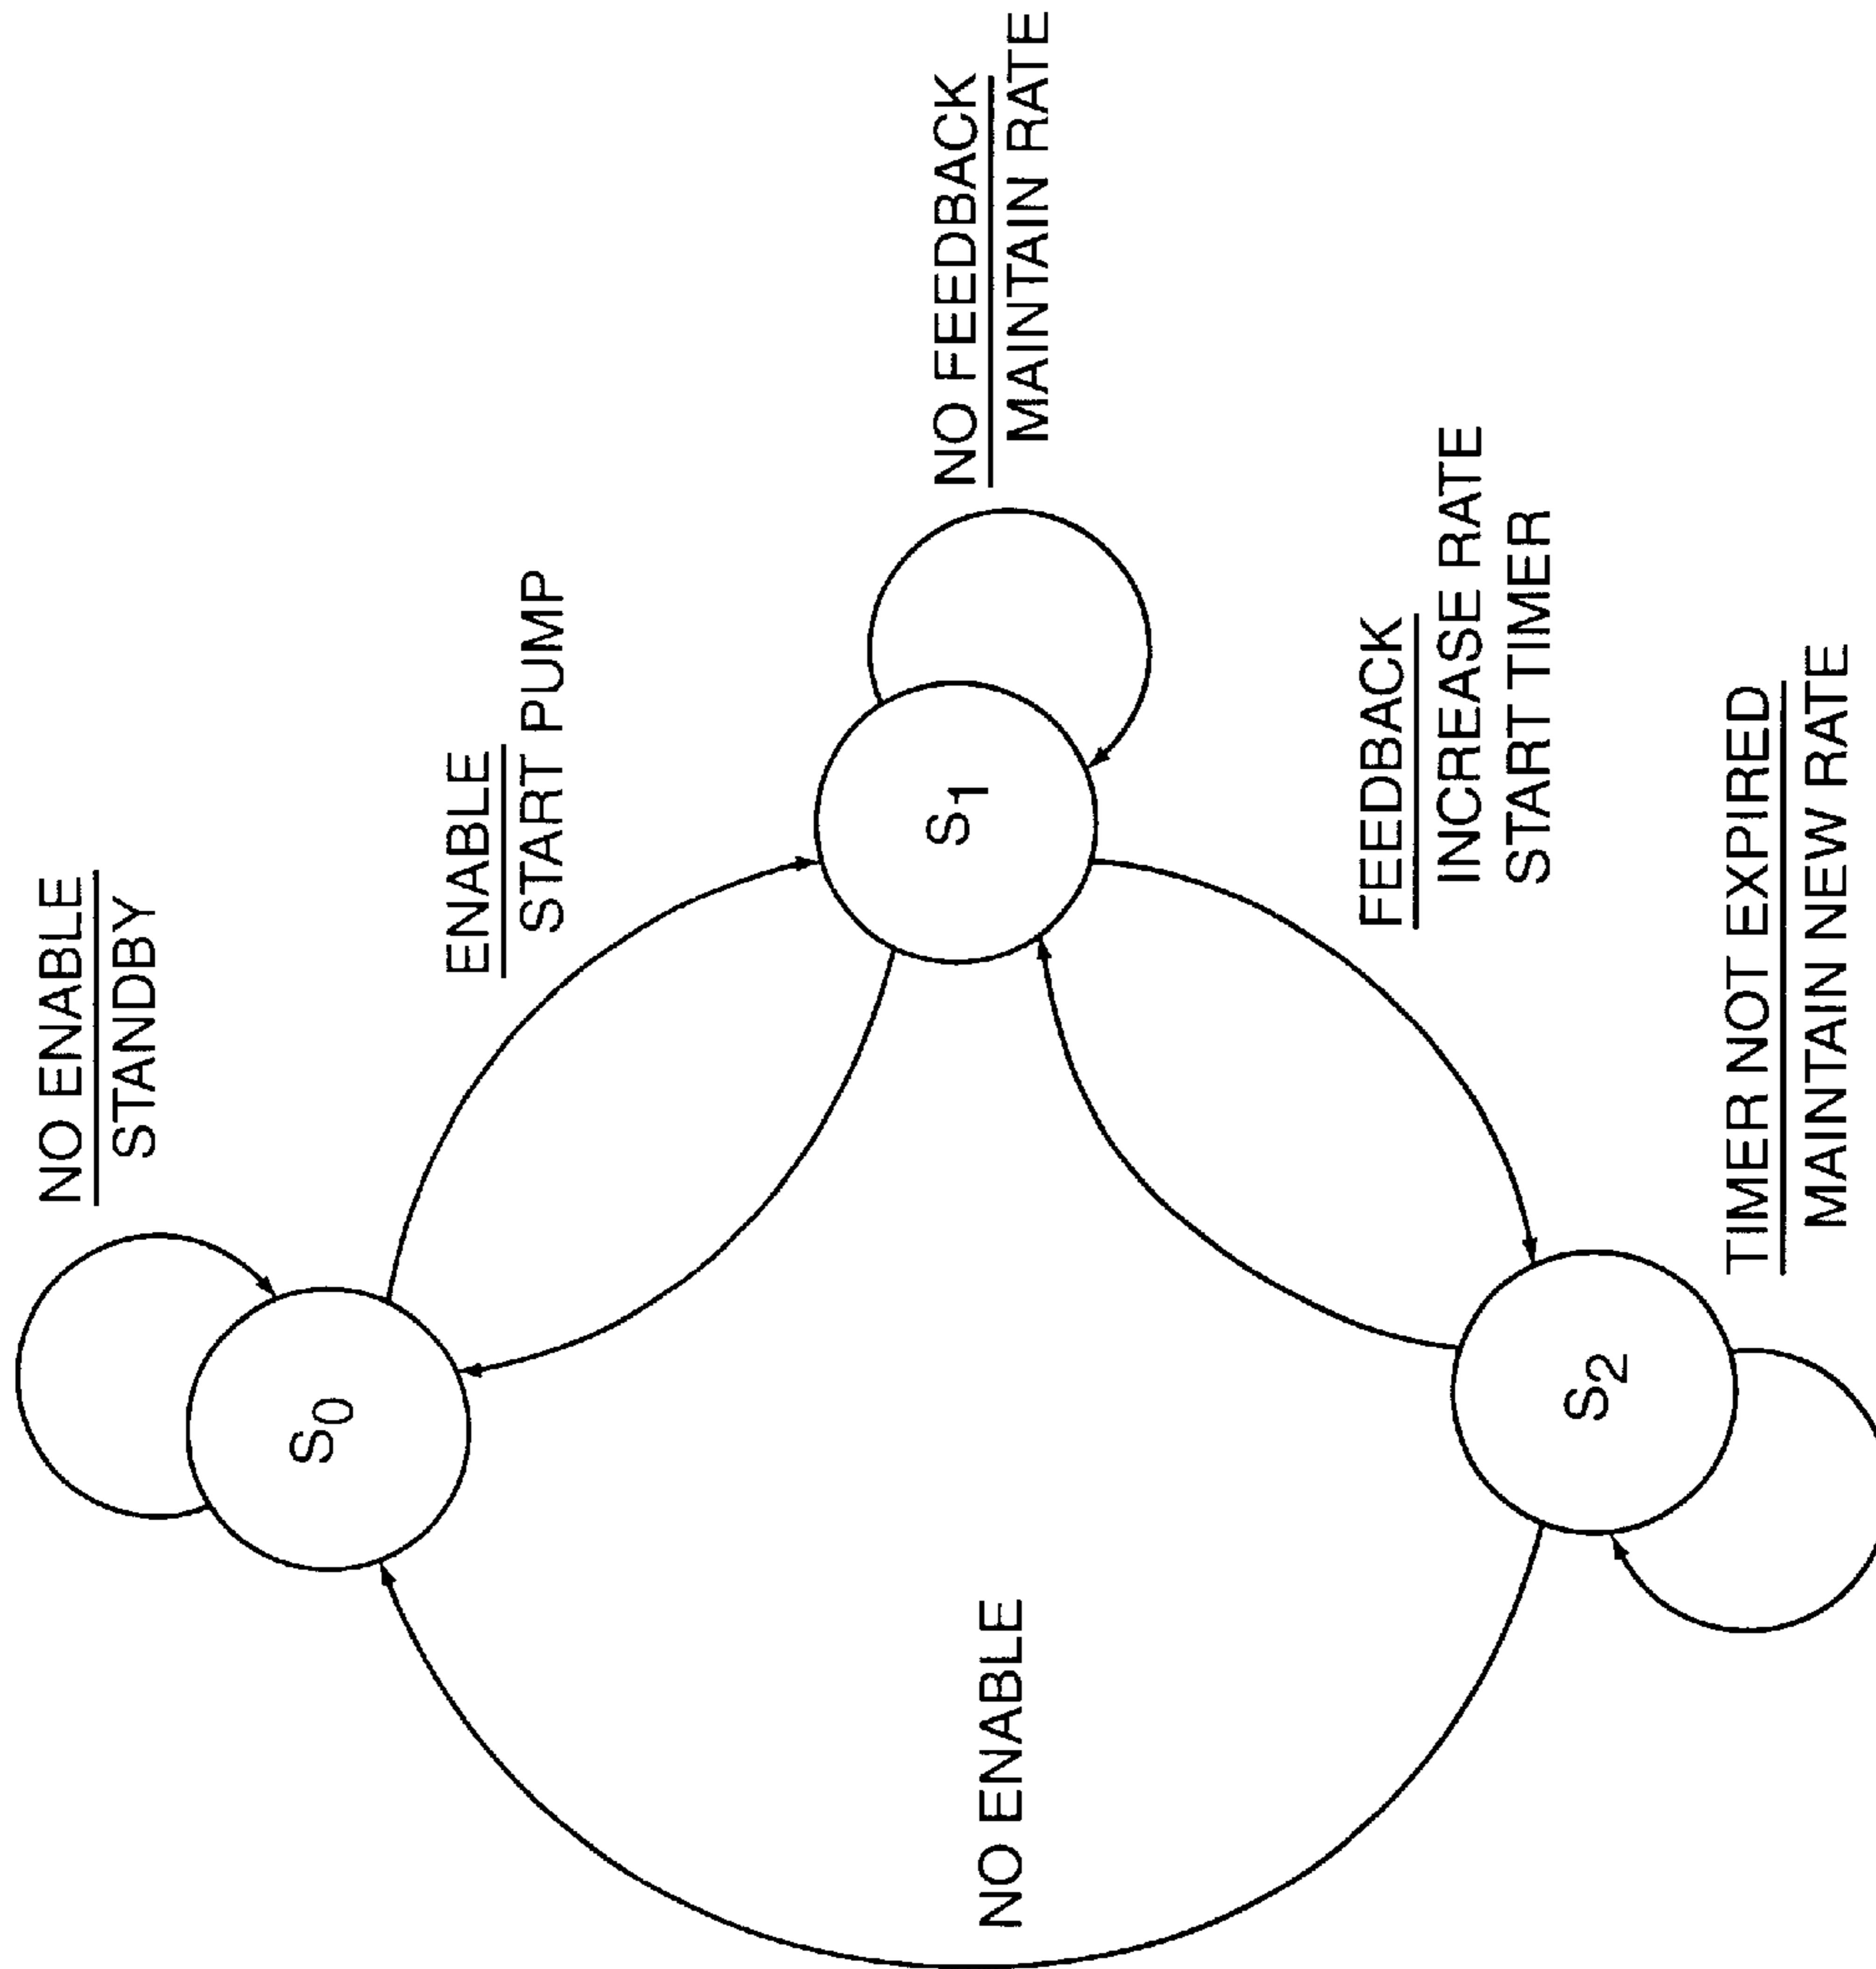 NO ENABLE
STANDBY
S0
ENABLE
START PUMP
S1
NO FEEDBACK
MAINTAIN RATE
NO ENABLE
FEEDBACK
INCREASE RATE
START TIMER
S2
TIMER NOT EXPIRED
MAINTAIN NEW RATE